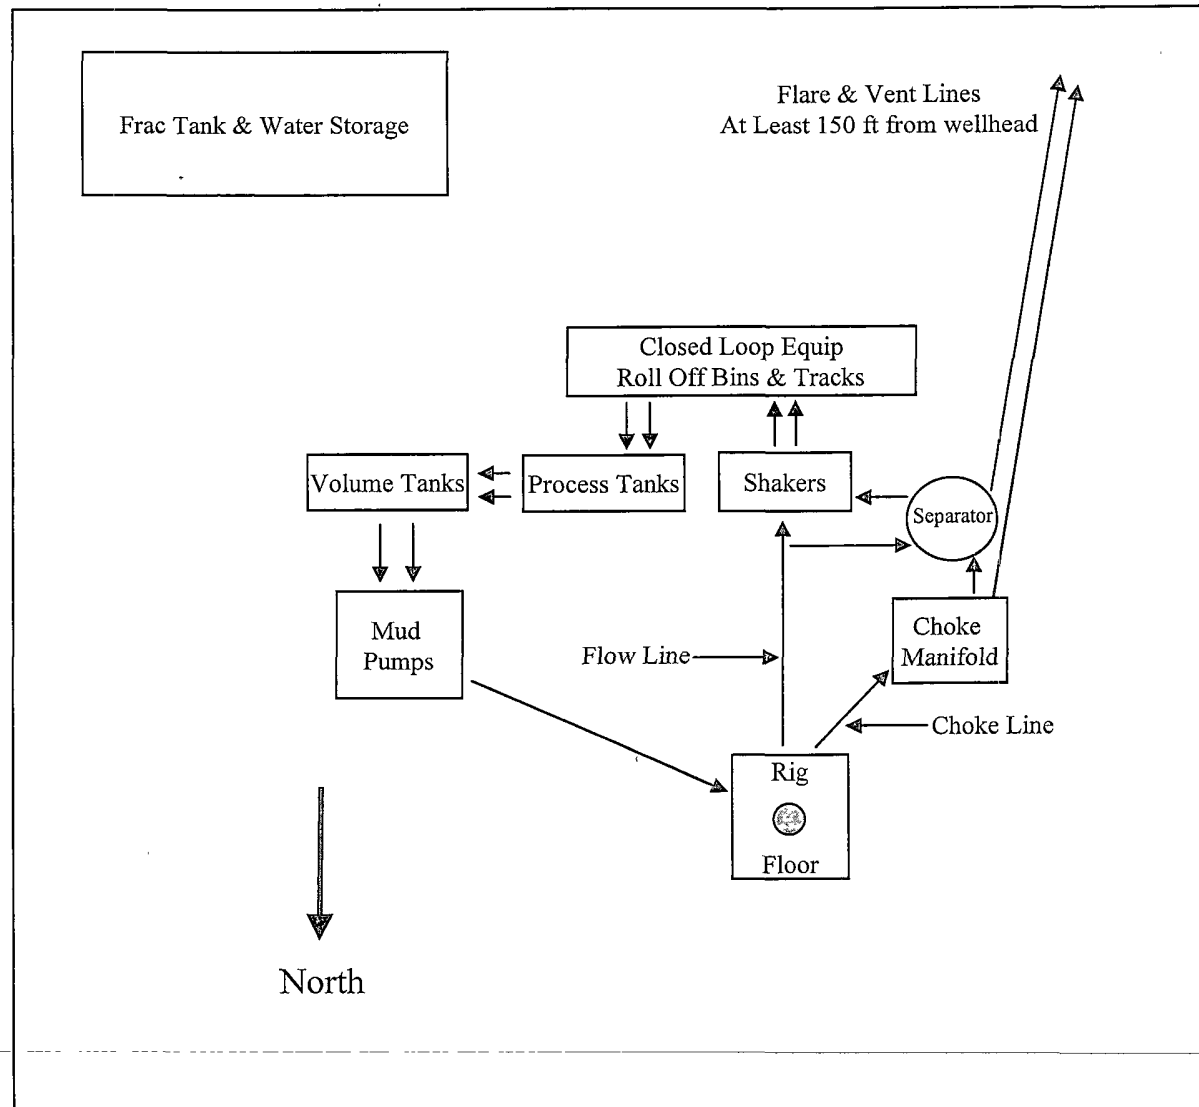 Flare & Vent Lines
At Least 150 ft from wellhead
Frac Tank & Water Storage
Closed Loop Equip
Roll Off Bins & Tracks
Volume Tanks
Process Tanks
Shakers
Separator
Mud
Pumps
Flow Line
Choke
Manifold
Choke Line
Rig
Floor
North